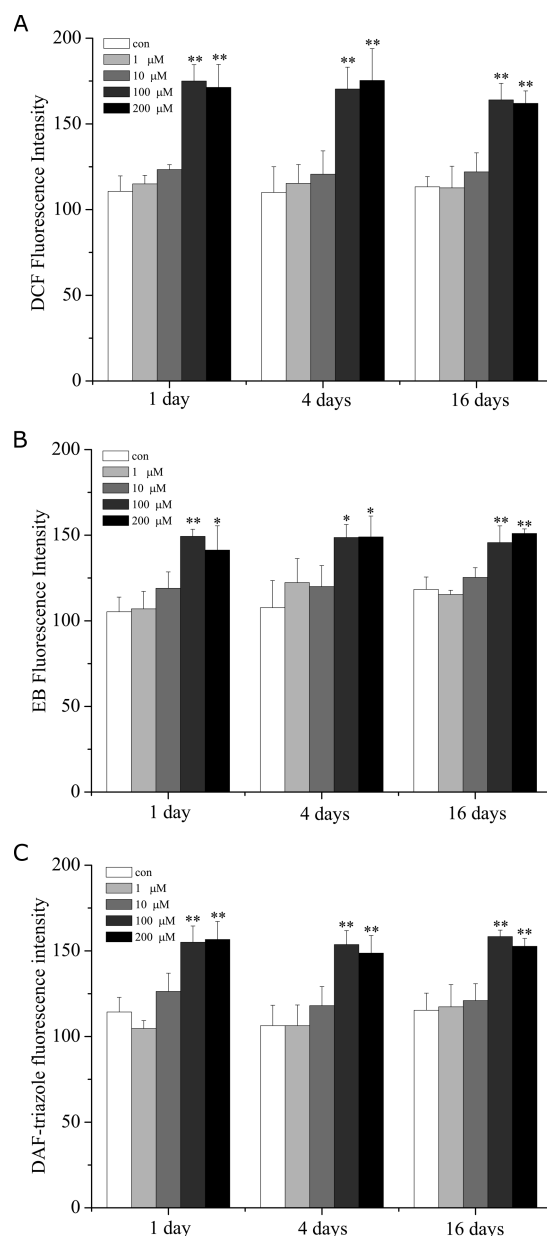 A
DCF Fluorescence Intensity
200
150
100
50
0
con
1 μM
10 μM
100 μM
200 μM
** **
** **
** **
1 day 4 days 16 days
B
EB Fluorescence Intensity
200
150
100
50
0
con
1 μM
10 μM
100 μM
200 μM
** *
* *
** **
1 day 4 days 16 days
C
DAF-triazole fluorescence intensity
200
150
100
50
0
con
1 μM
10 μM
100 μM
200 μM
** **
** **
** **
1 day 4 days 16 days